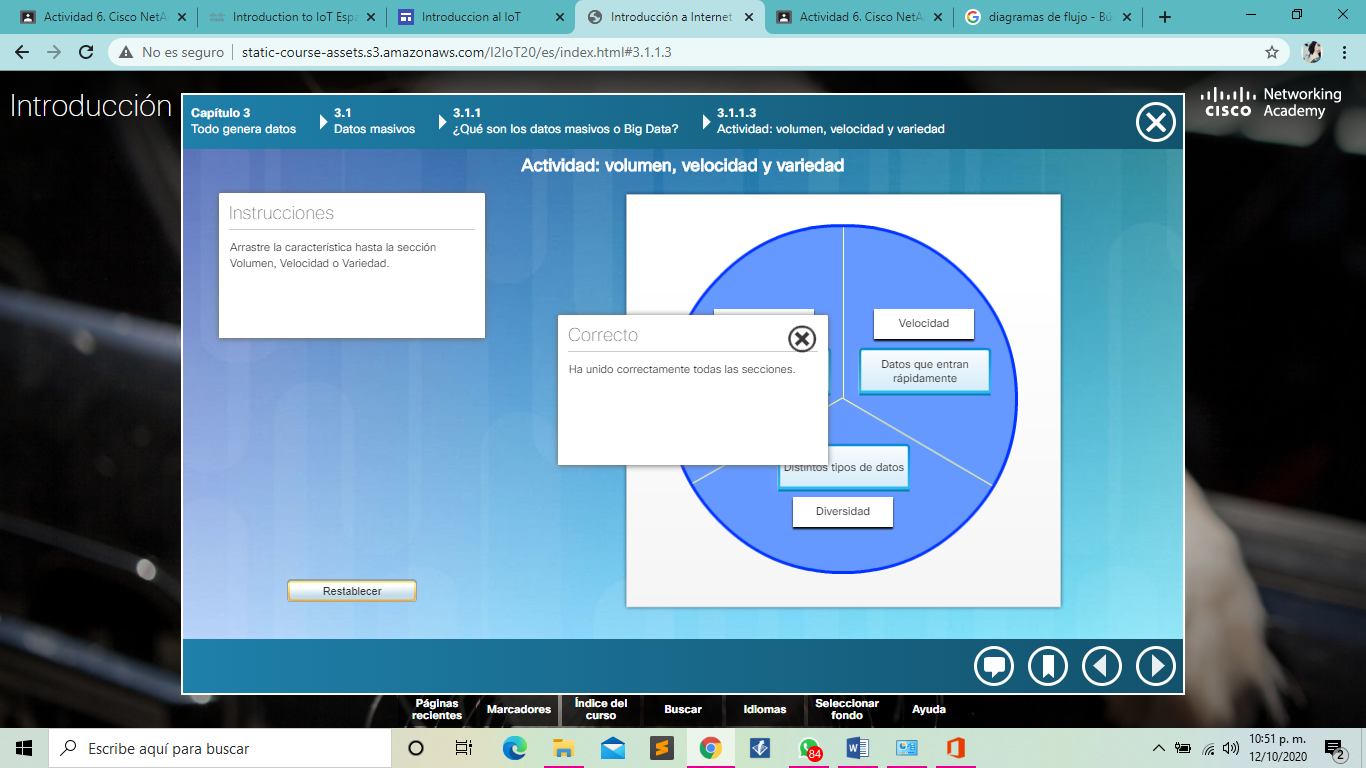 Actividad 6. Cisco NetA
Introduction to IoT Espa
Introduccion al IoT
Introducción a Internet
Actividad 6. Cisco NetA
diagramas de flujo - Bú
No es seguro
static-course-assets.s3.amazonaws.com/I2IoT20/es/index.html#3.1.1.3
Introducción
Capítulo 3
Todo genera datos
3.1
Datos masivos
3.1.1
¿Qué son los datos masivos o Big Data?
3.1.1.3
Actividad: volumen, velocidad y variedad
CISCO
Networking
Academy
Actividad: volumen, velocidad y variedad
Instrucciones
Arrastre la característica hasta la sección
Volumen, Velocidad o Variedad.
Velocidad
Datos que entran
rápidamente
Correcto
Ha unido correctamente todas las secciones.
Distintos tipos de datos
Diversidad
Restablecer
Páginas
recientes
Marcadores
Índice del
curso
Buscar
Idiomas
Seleccionar
fondo
Ayuda
Escribe aquí para buscar
84
10:51 p. m.
12/10/2020
2